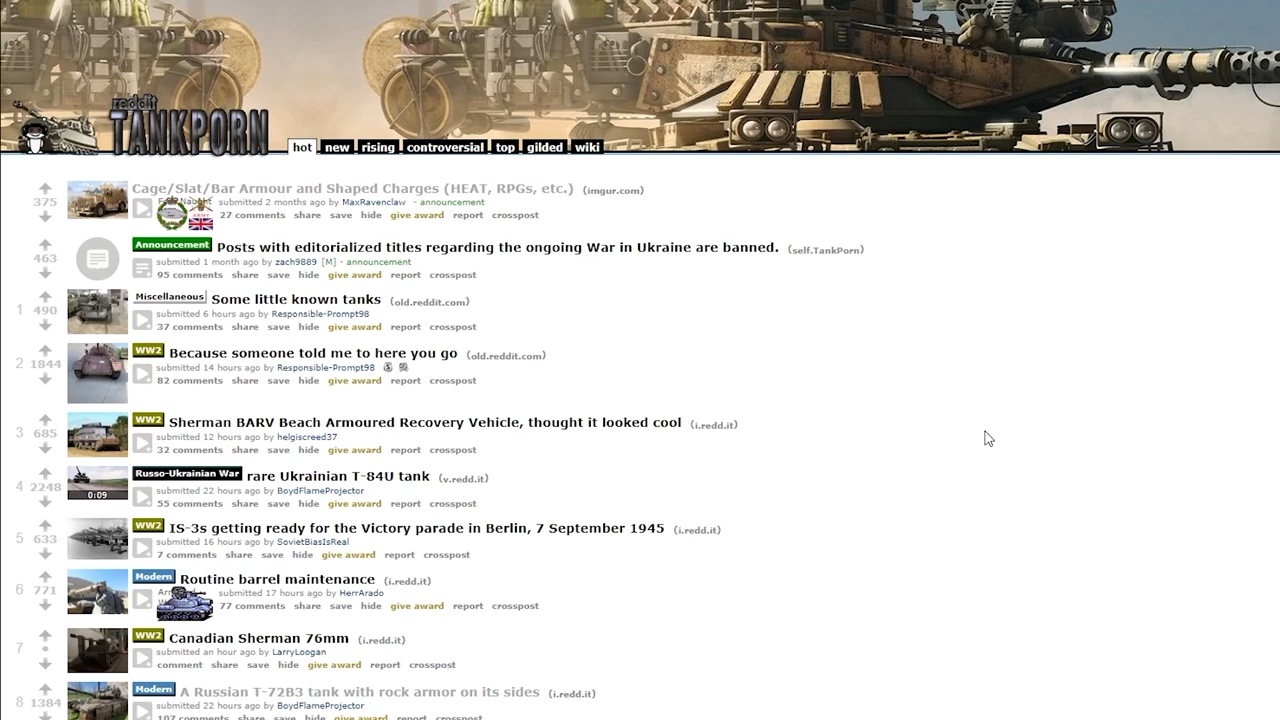 reddit
TANKPORN
hot new rising controversial top gilded wiki
Cage/Slat/Bar Armour and Shaped Charges (HEAT, RPGs, etc.) (imgur.com)
375
submitted 2 months ago by MaxRavenclaw - announcement
ARMY
27 comments share save hide give award report crosspost
Announcement Posts with editorialized titles regarding the ongoing War in Ukraine are banned. (self.TankPorn)
463
submitted 1 month ago by zach9889 [M] - announcement
95 comments share save hide give award report crosspost
Miscellaneous Some little known tanks (old.reddit.com)
1 490
submitted 6 hours ago by Responsible-Prompt98
37 comments share save hide give award report crosspost
WW2 Because someone told me to here you go (old.reddit.com)
2 1844
submitted 14 hours ago by Responsible-Prompt98
82 comments share save hide give award report crosspost
WW2 Sherman BARV Beach Armoured Recovery Vehicle, thought it looked cool (i.redd.it)
3 685
submitted 12 hours ago by helgiscreed37
32 comments share save hide give award report crosspost
Russo-Ukrainian War rare Ukrainian T-84U tank (v.redd.it)
4 2248
submitted 22 hours ago by BoydFlameProjector
0:09
55 comments share save hide give award report crosspost
WW2 IS-3s getting ready for the Victory parade in Berlin, 7 September 1945 (i.redd.it)
5 633
submitted 16 hours ago by SovietBiasIsReal
7 comments share save hide give award report crosspost
Modern Routine barrel maintenance (i.redd.it)
6 771
submitted 17 hours ago by HerrArado
77 comments share save hide give award report crosspost
WW2 Canadian Sherman 76mm (i.redd.it)
7 •
submitted an hour ago by LarryLoogan
comment share save hide give award report crosspost
Modern A Russian T-72B3 tank with rock armor on its sides (i.redd.it)
8 1384
submitted 22 hours ago by BoydFlameProjector
107 comments share save hide give award report crosspost